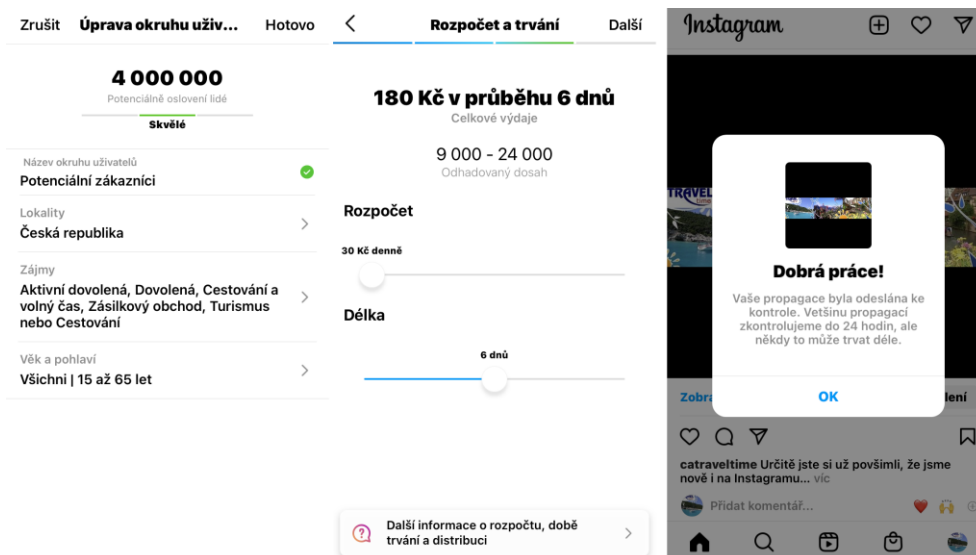 Zrušit Úprava okruhu uživ... Hotovo
4 000 000
Potenciálně oslovení lidé
Skvělé
Název okruhu uživatelů
Potenciální zákazníci
Lokality
Česká republika
Zájmy
Aktivní dovolená, Dovolená, Cestování a
volný čas, Zásilkový obchod, Turismus
nebo Cestování
Věk a pohlaví
Všichni | 15 až 65 let
Rozpočet a trvání Další
180 Kč v průběhu 6 dnů
Celkové výdaje
9 000 – 24 000
Odhadovaný dosah
Rozpočet
30 Kč denně
Délka
6 dnů
Další informace o rozpočtu, době
trvání a distribuci
Instagram
TRAVEL
Dobrá práce!
Vaše propagace byla odeslána ke
kontrole. Vetšinu propagací
zkontrolujeme do 24 hodin, ale
někdy to může trvat déle.
OK
Zobra
lení
catraveltime Určitě jste si už povšimli, že jsme
nově i na Instagramu... víc
Přidat komentář...